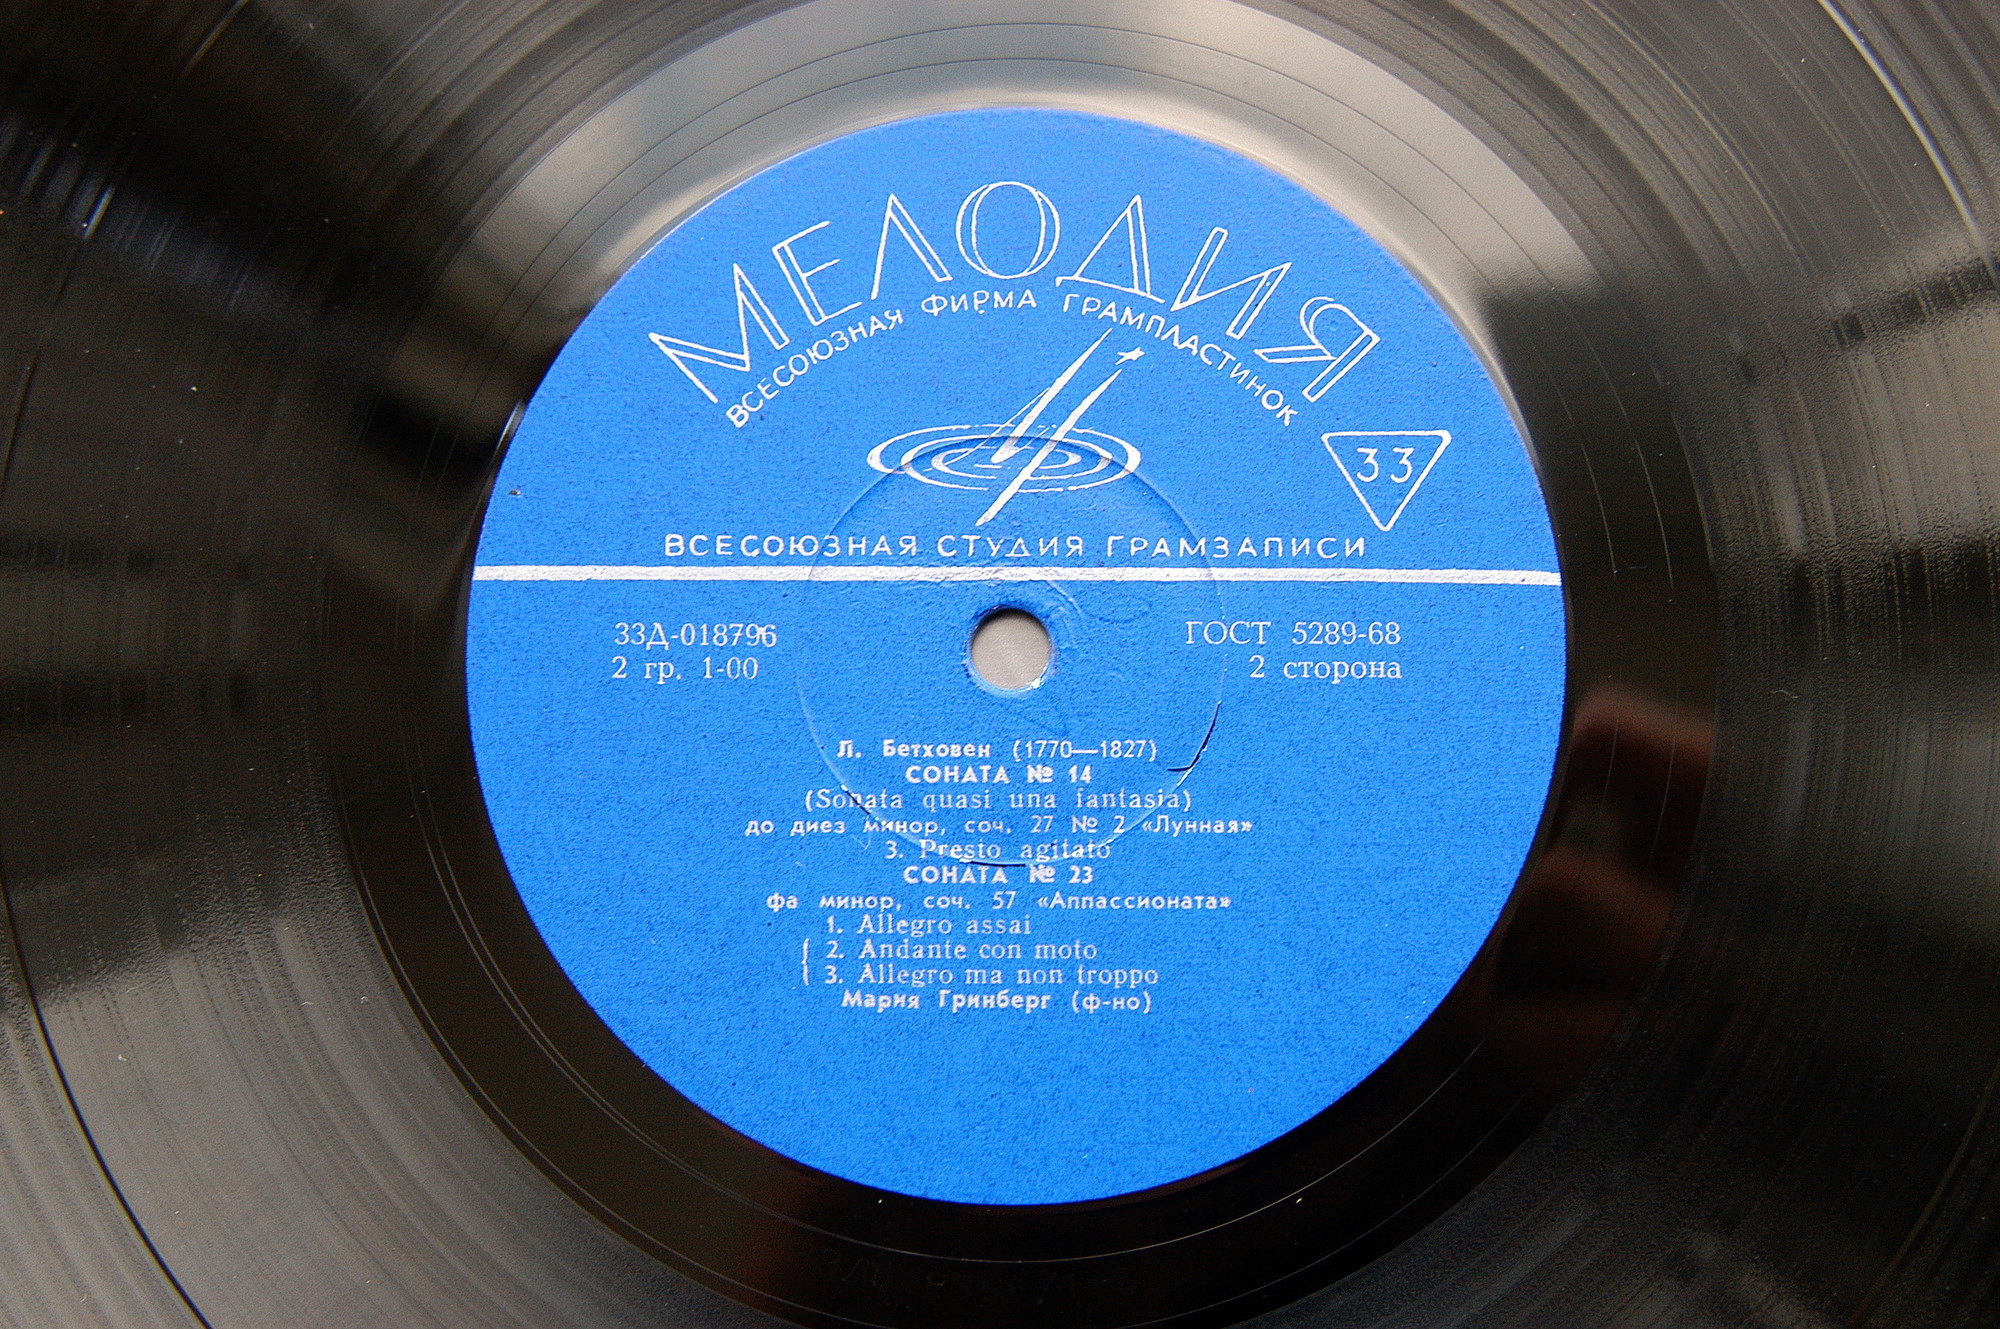 МЕЛОДИЯ
ВСЕСОЮЗНАЯ ФИРМА ГРАМПЛАСТИНОК
33
ВСЕСОЮЗНАЯ СТУДИЯ ГРАМЗАПИСИ
33Д-018796
2 гр. 1-00
ГОСТ 5289-68
2 сторона
Л. Бетховен (1770—1827)
СОНАТА № 14
(Sonata quasi una fantasia)
до диез минор, соч. 27 № 2 «Лунная»
3. Presto agitato
СОНАТА № 23
фа минор, соч. 57 «Аппассионата»
1. Allegro assai
2. Andante con moto
3. Allegro ma non troppo
Мария Гринберг (ф-но)